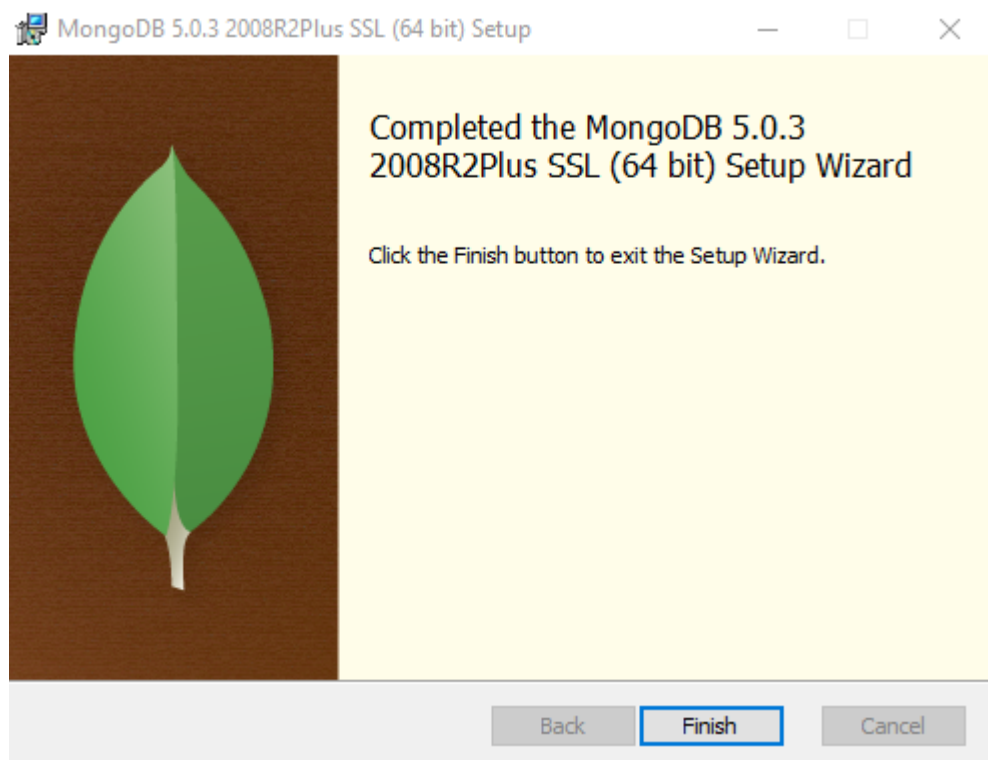 MongoDB 5.0.3 2008R2Plus SSL (64 bit) Setup
Completed the MongoDB 5.0.3
2008R2Plus SSL (64 bit) Setup Wizard
Click the Finish button to exit the Setup Wizard.
Back
Finish
Cancel